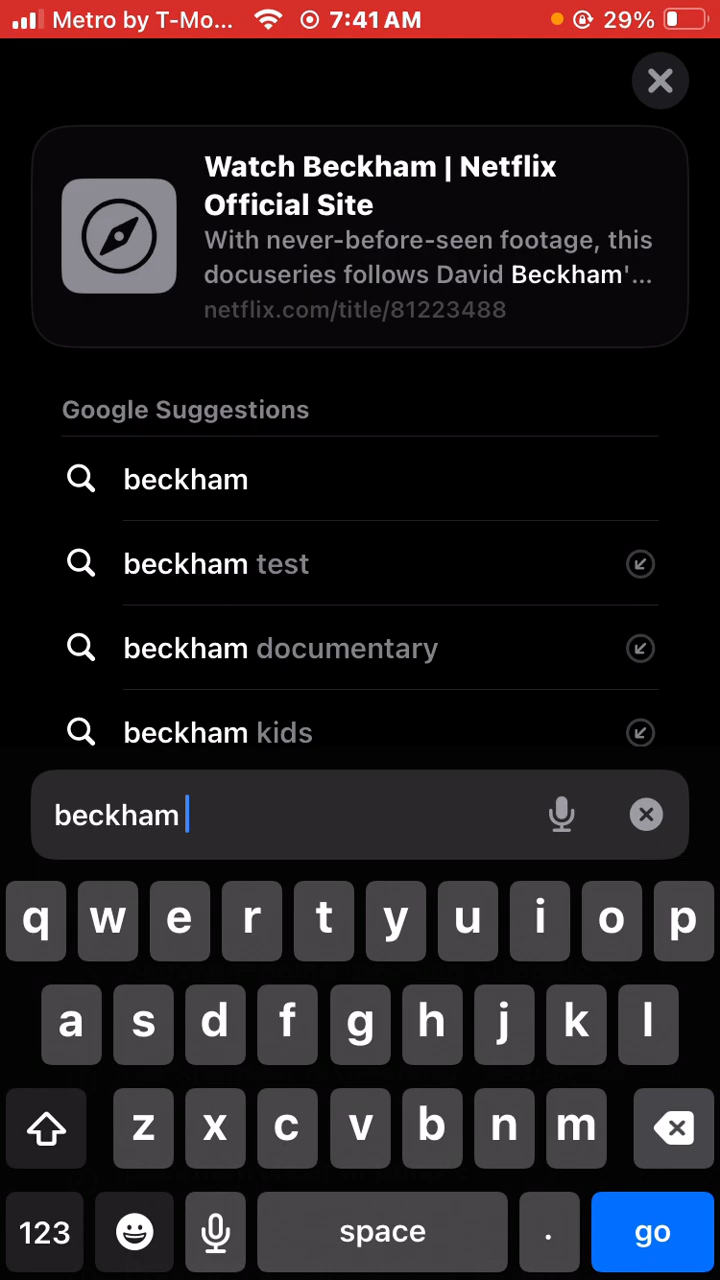 Metro by T-Mo... 7:41 AM 29%
Watch Beckham | Netflix
Official Site
With never-before-seen footage, this
docuseries follows David Beckham'...
netflix.com/title/81223488
Google Suggestions
beckham
beckham test
beckham documentary
beckham kids
beckham
q w e r t y u i o p
a s d f g h j k l
z x c v b n m
123 space . go